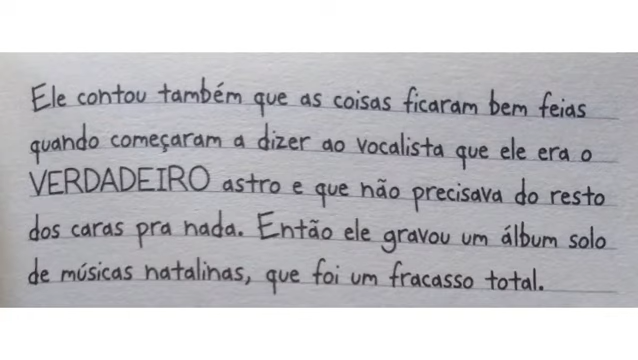 Ele contou também que as coisas ficaram bem feias
quando começaram a dizer ao vocalista que ele era o
VERDADEIRO astro e que não precisava do resto
dos caras pra nada. Então ele gravou um álbum solo
de músicas natalinas, que foi um fracasso total.